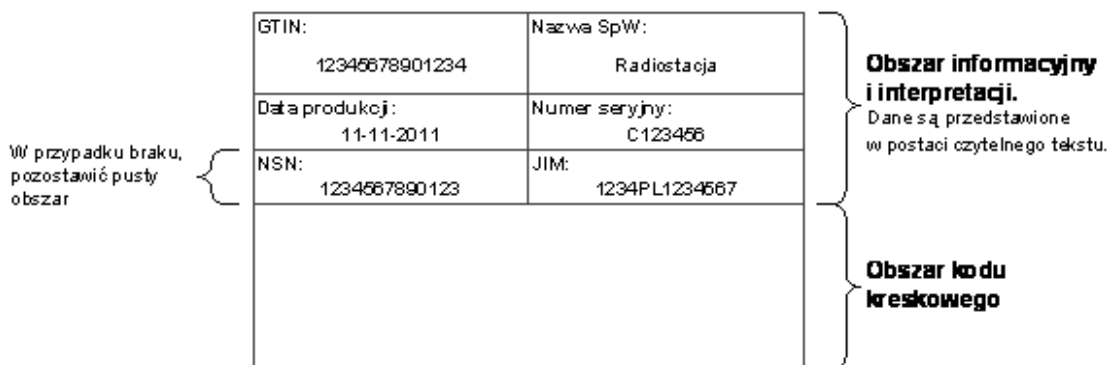 GTIN:
12345678901234
Nazwa SpW:
Radiostacja
Data produkcji:
11-11-2011
Numer seryjny:
C123456
NSN:
1234567890123
JIM:
1234PL1234567
W przypadku braku,
pozostawić pusty
obszar
Obszar informacyjny
i interpretacji.
Dane są przedstawione
w postaci czytelnego tekstu.
Obszar kodu
kreskowego